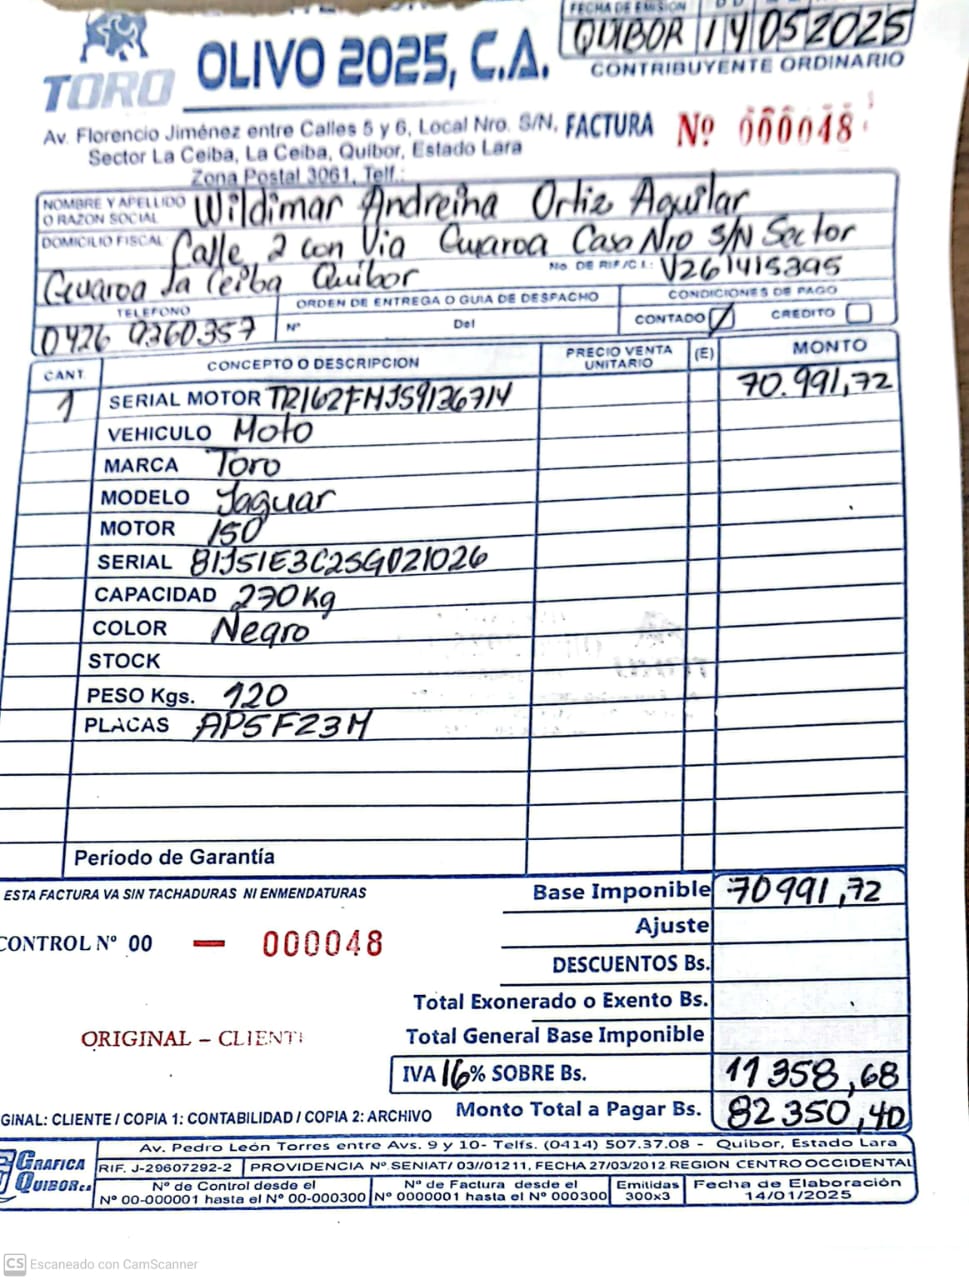 FECHA DE EMISIÓN
TORO
OLIVO 2025, C.A.
QUIBOR 14 05 2025
CONTRIBUYENTE ORDINARIO
Av. Florencio Jiménez entre Calles 5 y 6, Local Nro. S/N,
Sector La Ceiba, La Ceiba, Quibor, Estado Lara
Zona Postal 3061, Telf.:
FACTURA Nº 000048
NOMBRE Y APELLIDO O RAZON SOCIAL Wildimar Andreina Ortiz Aguilar
DOMICILIO FISCAL Calle 2 con Via Guaroa Casa Nro S/N Sector
Guaroa La Ceiba Quibor No. DE RIF/C.I.: V261415395
TELEFONO 0426 9260357
ORDEN DE ENTREGA O GUIA DE DESPACHO
Nº Del
CONDICIONES DE PAGO
CONTADO CREDITO
CANT. CONCEPTO O DESCRIPCION PRECIO VENTA UNITARIO (E) MONTO
1 SERIAL MOTOR TR162FMJS9136714 70.991,72
VEHICULO Moto
MARCA Toro
MODELO Jaguar
MOTOR 150
SERIAL 81JS1E3C2SG021026
CAPACIDAD 270Kg
COLOR Negro
STOCK
PESO Kgs. 120
PLACAS AP5F23M
Período de Garantía
ESTA FACTURA VA SIN TACHADURAS NI ENMENDATURAS
Base Imponible 70991,72
Ajuste
CONTROL Nº 00 — 000048
DESCUENTOS Bs.
Total Exonerado o Exento Bs.
ORIGINAL – CLIENTE
Total General Base Imponible
IVA 16% SOBRE Bs. 11358,68
GINAL: CLIENTE / COPIA 1: CONTABILIDAD / COPIA 2: ARCHIVO
Monto Total a Pagar Bs. 82350,40
GRAFICA QUIBOR C.A.
Av. Pedro León Torres entre Avs. 9 y 10- Telfs. (0414) 507.37.08 - Quibor, Estado Lara
RIF. J-29607292-2 PROVIDENCIA Nº SENIAT/ 03//01211, FECHA 27/03/2012 REGION CENTRO OCCIDENTAL
Nº de Control desde el
Nº 00-000001 hasta el Nº 00-000300
Nº de Factura desde el
Nº 0000001 hasta el Nº 000300
Emitidas
300x3
Fecha de Elaboración
14/01/2025
CS Escaneado con CamScanner